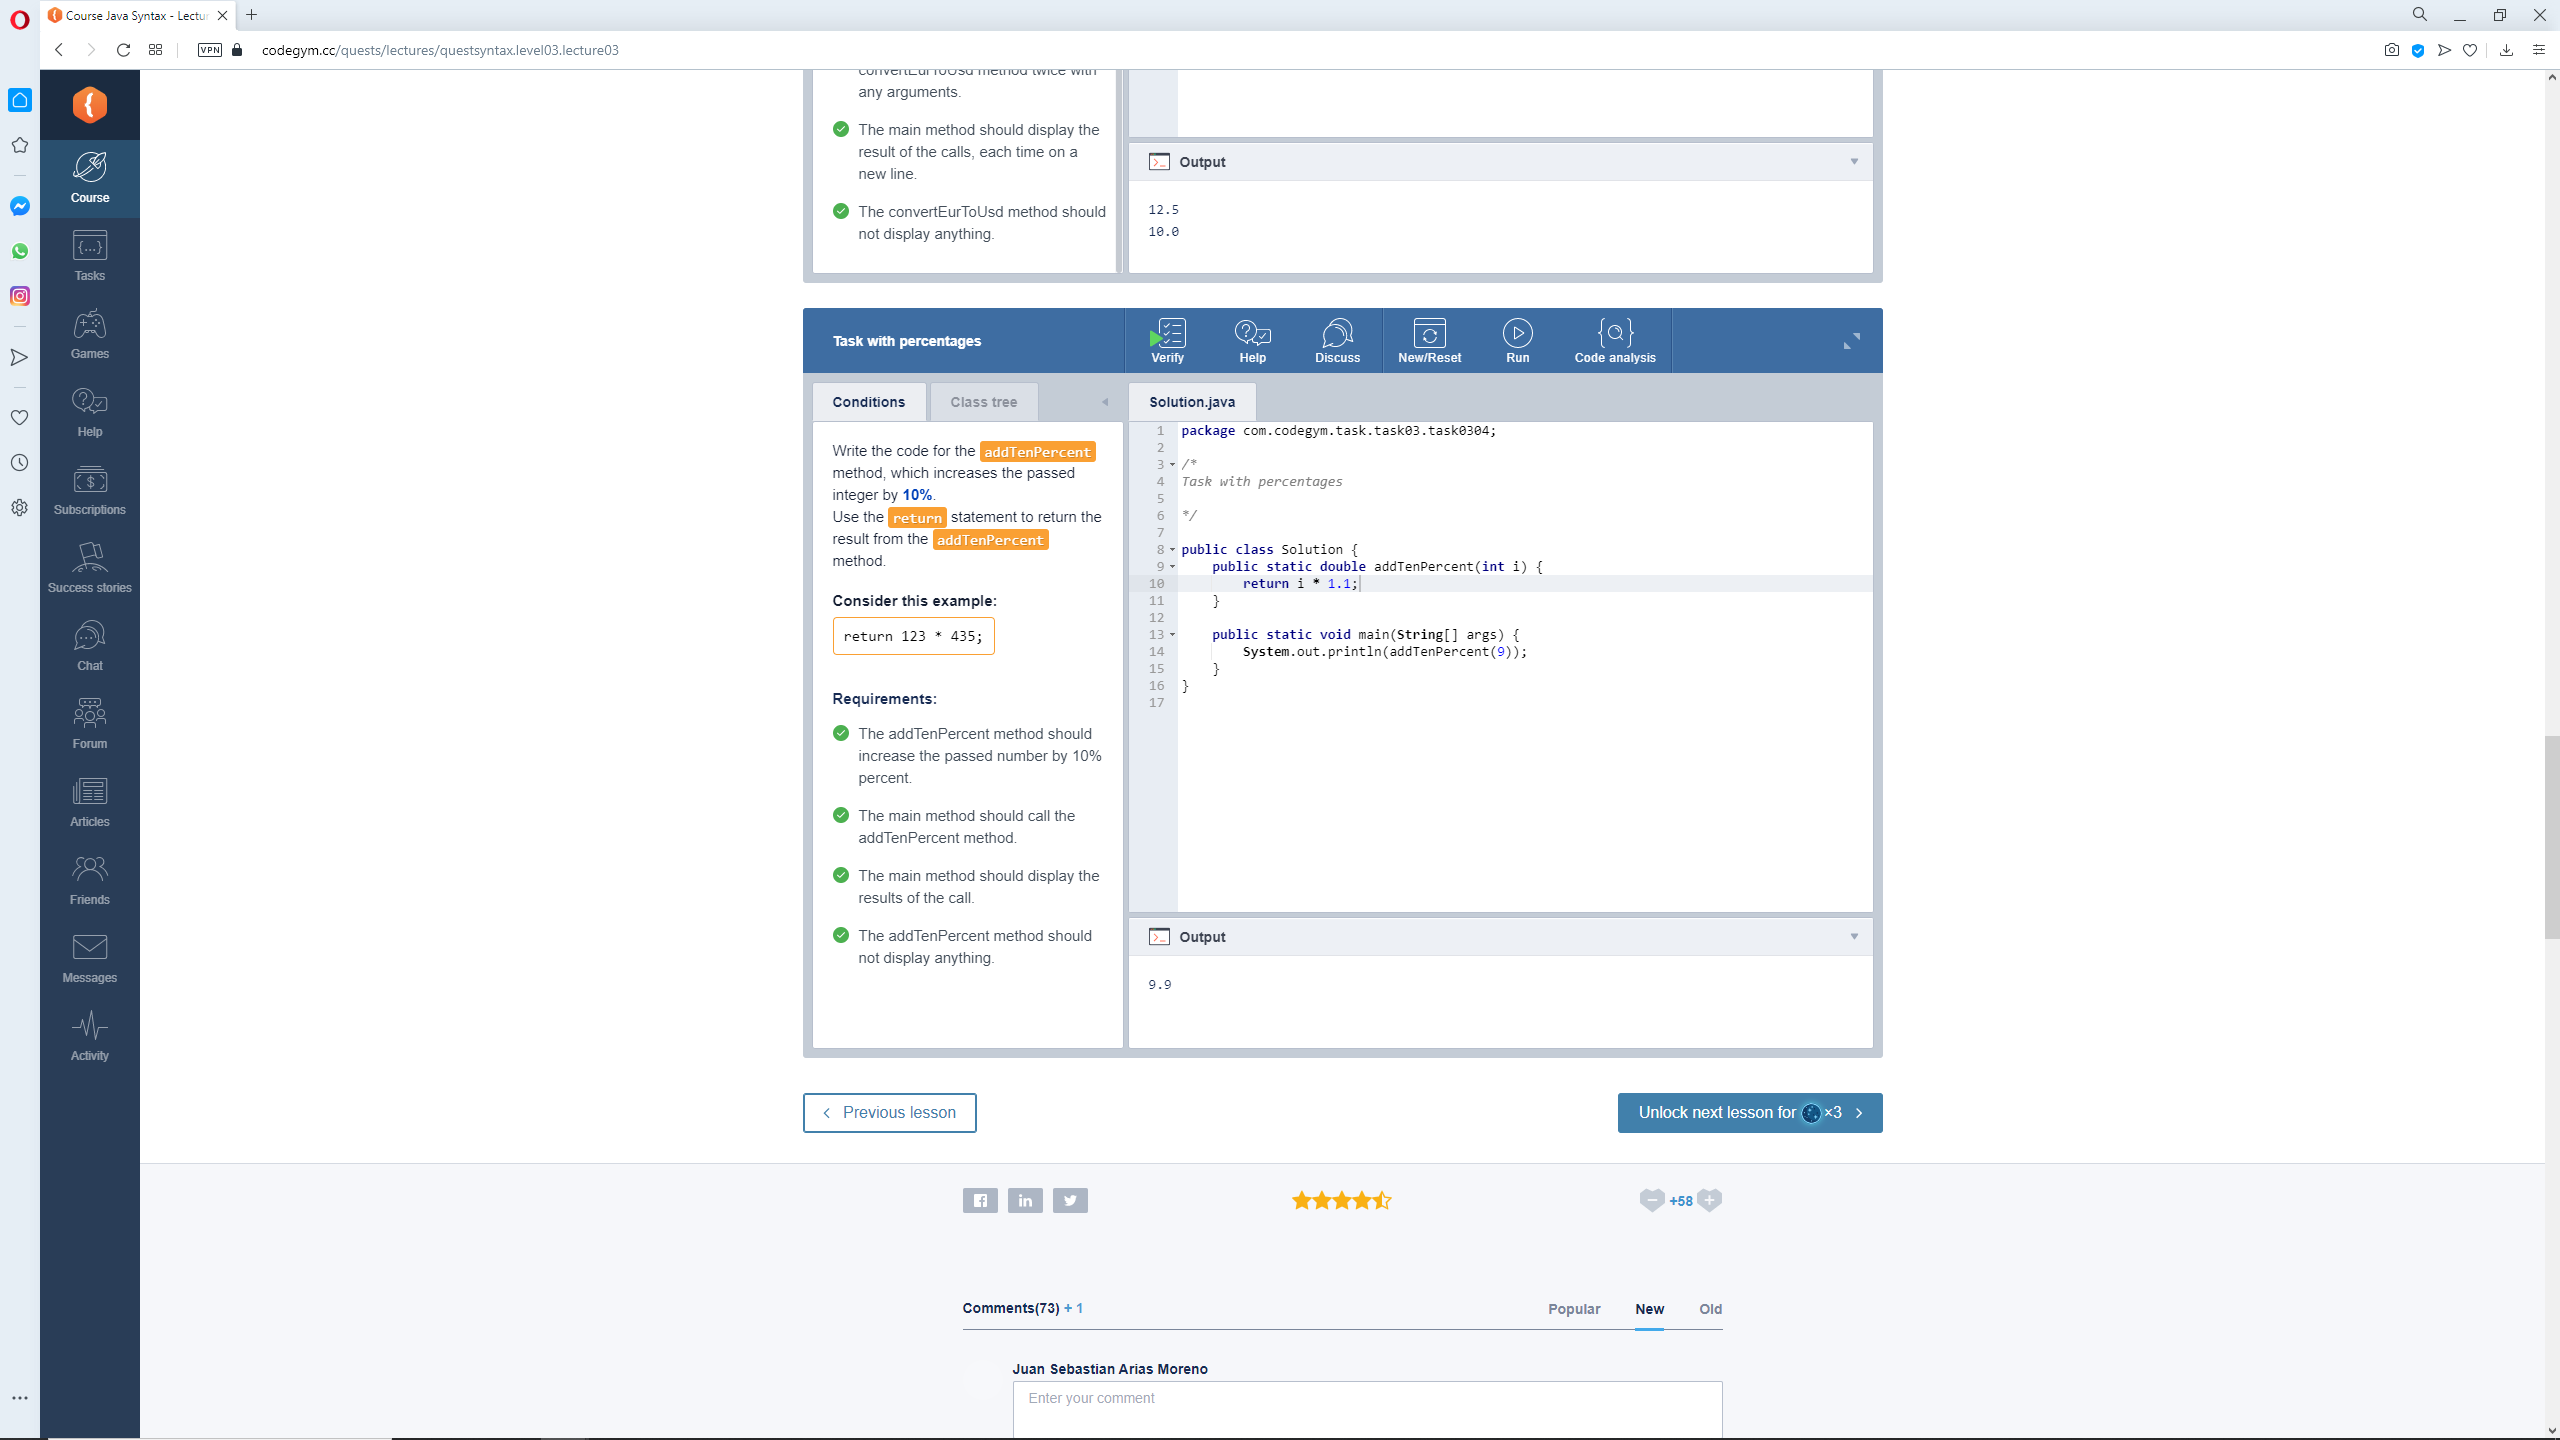 Course Java Syntax - Lectu
VPN
codegym.cc/quests/lectures/questsyntax.level03.lecture03
Course
Tasks
Games
Help
Subscriptions
Success stories
Chat
Forum
Articles
Friends
Messages
Activity
convertEurToUsd method twice with
any arguments.
The main method should display the
result of the calls, each time on a
new line.
The convertEurToUsd method should
not display anything.
Output
12.5
10.0
Task with percentages
Verify
Help
Discuss
New/Reset
Run
Code analysis
Conditions
Class tree
Write the code for the addTenPercent
method, which increases the passed
integer by 10%.
Use the return statement to return the
result from the addTenPercent
method.
Consider this example:
return 123 * 435;
Requirements:
The addTenPercent method should
increase the passed number by 10%
percent.
The main method should call the
addTenPercent method.
The main method should display the
results of the call.
The addTenPercent method should
not display anything.
Solution.java
1 package com.codegym.task.task03.task0304;
2
3 /*
4 Task with percentages
5
6 */
7
8 public class Solution {
9 public static double addTenPercent(int i) {
10 return i * 1.1;
11 }
12
13 public static void main(String[] args) {
14 System.out.println(addTenPercent(9));
15 }
16 }
17
Output
9.9
Previous lesson
Unlock next lesson for ×3
+58
Comments(73) + 1
Popular
New
Old
Juan Sebastian Arias Moreno
Enter your comment